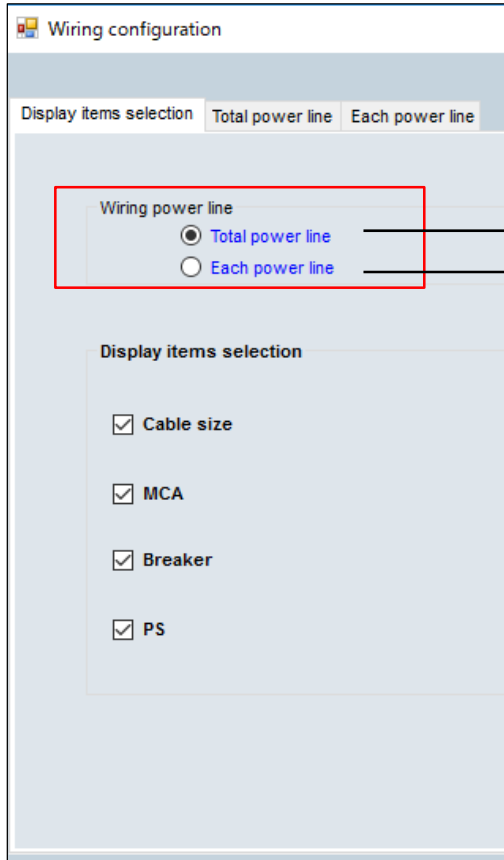 Wiring configuration
Display items selection Total power line Each power line
Wiring power line
Total power line
Each power line
Display items selection
Cable size
MCA
Breaker
PS